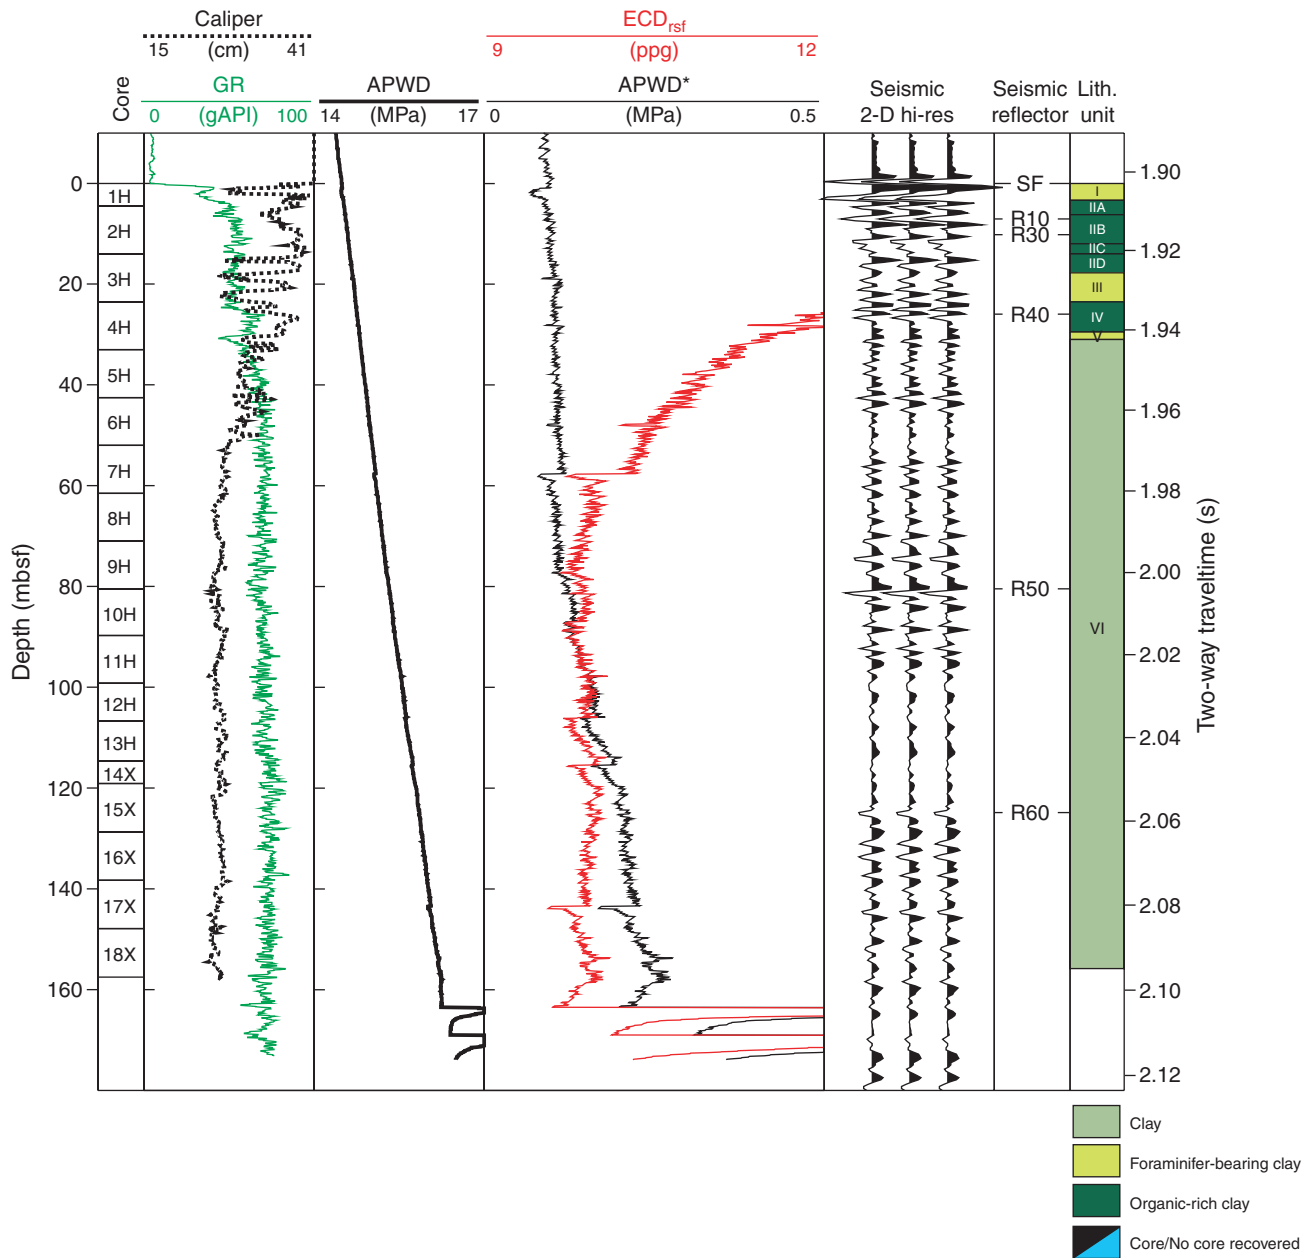 Caliper
15 (cm) 41
GR
0 (gAPI) 100
Core
APWD
14 (MPa) 17
ECDrsf
9 (ppg) 12
APWD*
0 (MPa) 0.5
Seismic
2-D hi-res
Seismic
reflector
Lith.
unit
Depth (mbsf)
0
20
40
60
80
100
120
140
160
1H
2H
3H
4H
5H
6H
7H
8H
9H
10H
11H
12H
13H
14X
15X
16X
17X
18X
SF
R10
R30
R40
R50
R60
I
IIA
IIB
IIC
IID
III
IV
V
VI
1.90
1.92
1.94
1.96
1.98
2.00
2.02
2.04
2.06
2.08
2.10
2.12
Two-way traveltime (s)
Clay
Foraminifer-bearing clay
Organic-rich clay
Core/No core recovered